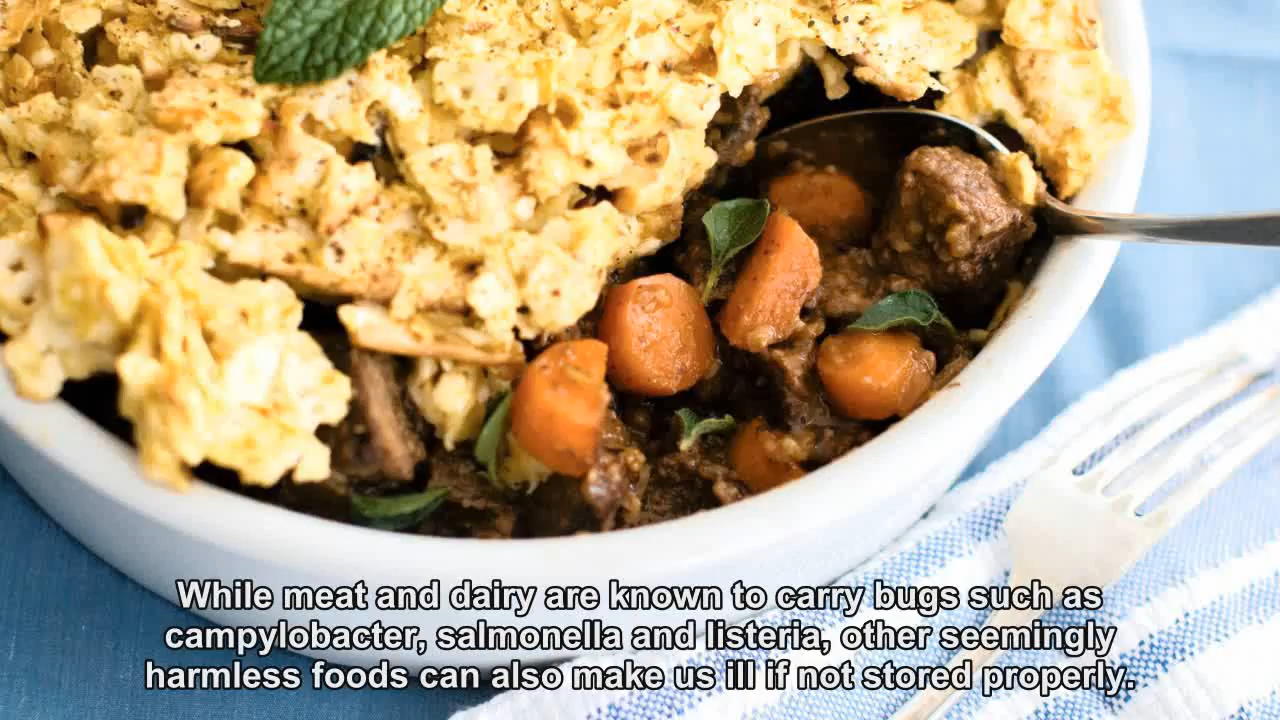 While meat and dairy are known to carry bugs such as
campylobacter, salmonella and listeria, other seemingly
harmless foods can also make us ill if not stored properly.